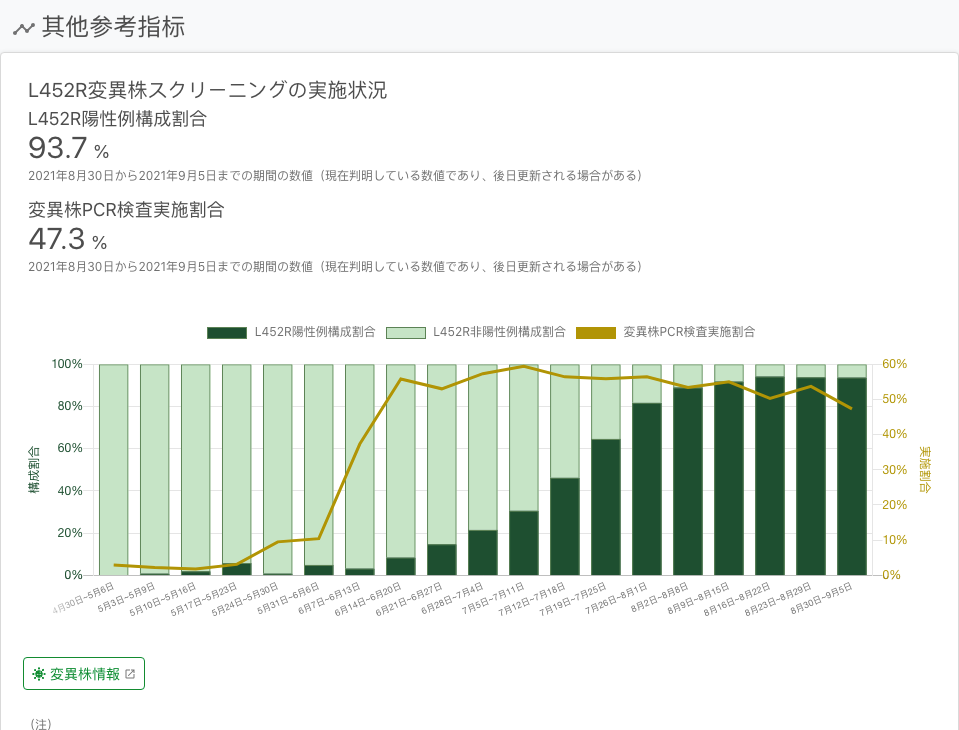 其他参考指标
L452R変異株スクリーニングの実施状況
L452R陽性例構成割合
93.7 %
2021年8月30日から2021年9月5日までの期間の数値（現在判明している数値であり、後日更新される場合がある）
変異株PCR検査実施割合
47.3 %
2021年8月30日から2021年9月5日までの期間の数値（現在判明している数値であり、後日更新される場合がある）
L452R陽性例構成割合 L452R非陽性例構成割合 変異株PCR検査実施割合
100%
80%
60%
40%
20%
0%
構成割合
60%
50%
40%
30%
20%
10%
0%
実施割合
4月30日~5月6日
5月3日~5月9日
5月10日~5月16日
5月17日~5月23日
5月24日~5月30日
5月31日~6月6日
6月7日~6月13日
6月14日~6月20日
6月21日~6月27日
6月28日~7月4日
7月5日~7月11日
7月12日~7月18日
7月19日~7月25日
7月26日~8月1日
8月2日~8月8日
8月9日~8月15日
8月16日~8月22日
8月23日~8月29日
8月30日~9月5日
変異株情報
（注）